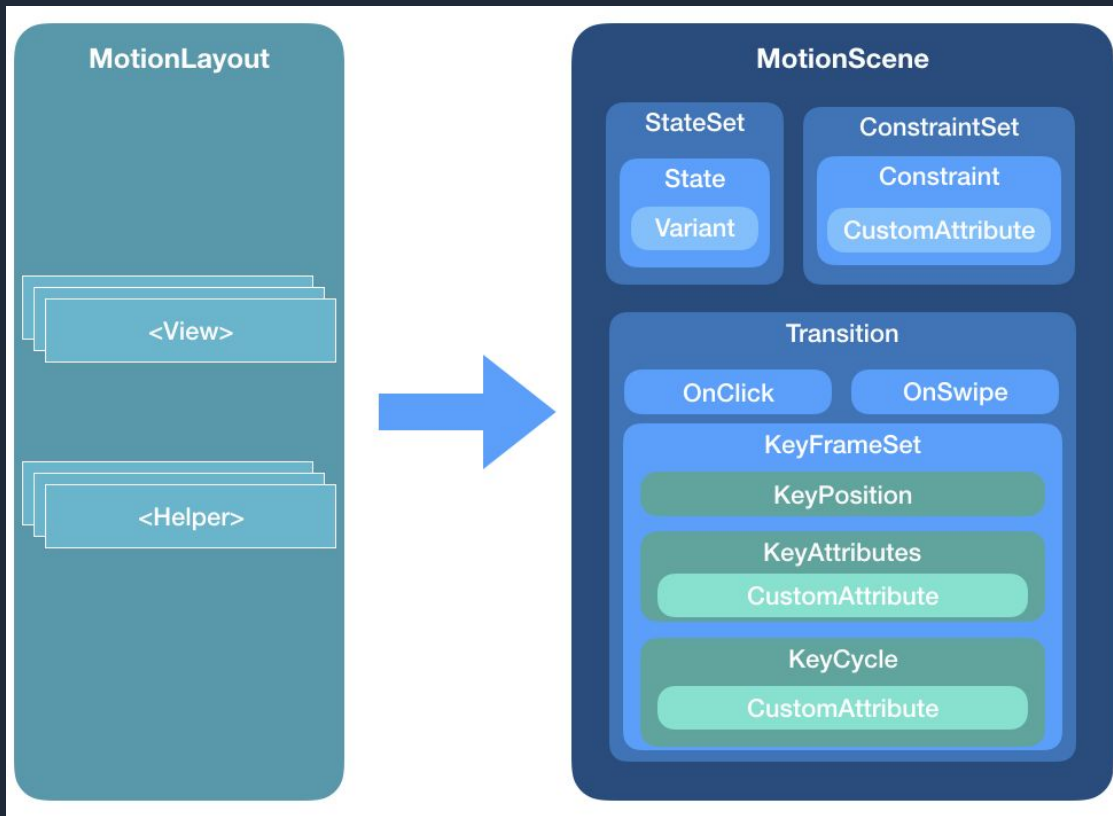 MotionLayout
<View>
<Helper>
MotionScene
StateSet
State
Variant
ConstraintSet
Constraint
CustomAttribute
Transition
OnClick
OnSwipe
KeyFrameSet
KeyPosition
KeyAttributes
CustomAttribute
KeyCycle
CustomAttribute